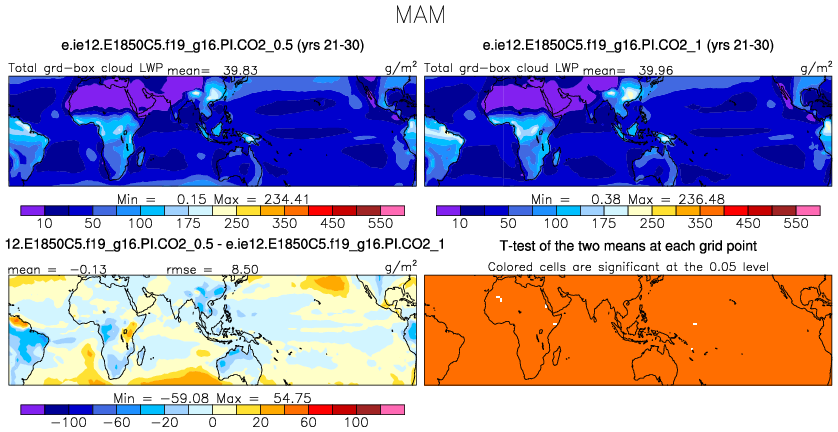 MAM
e.ie12.E1850C5.f19_g16.PI.CO2_0.5 (yrs 21-30)
Total grd-box cloud LWP mean= 39.83 g/m2
Min = 0.15 Max = 234.41
10 50 100 175 250 350 450 550
e.ie12.E1850C5.f19_g16.PI.CO2_1 (yrs 21-30)
Total grd-box cloud LWP mean= 39.96 g/m2
Min = 0.38 Max = 236.48
10 50 100 175 250 350 450 550
12.E1850C5.f19_g16.PI.CO2_0.5 - e.ie12.E1850C5.f19_g16.PI.CO2_1
mean = -0.13 rmse = 8.50 g/m2
Min = -59.08 Max = 54.75
-100 -60 -20 0 20 60 100
T-test of the two means at each grid point
Colored cells are significant at the 0.05 level